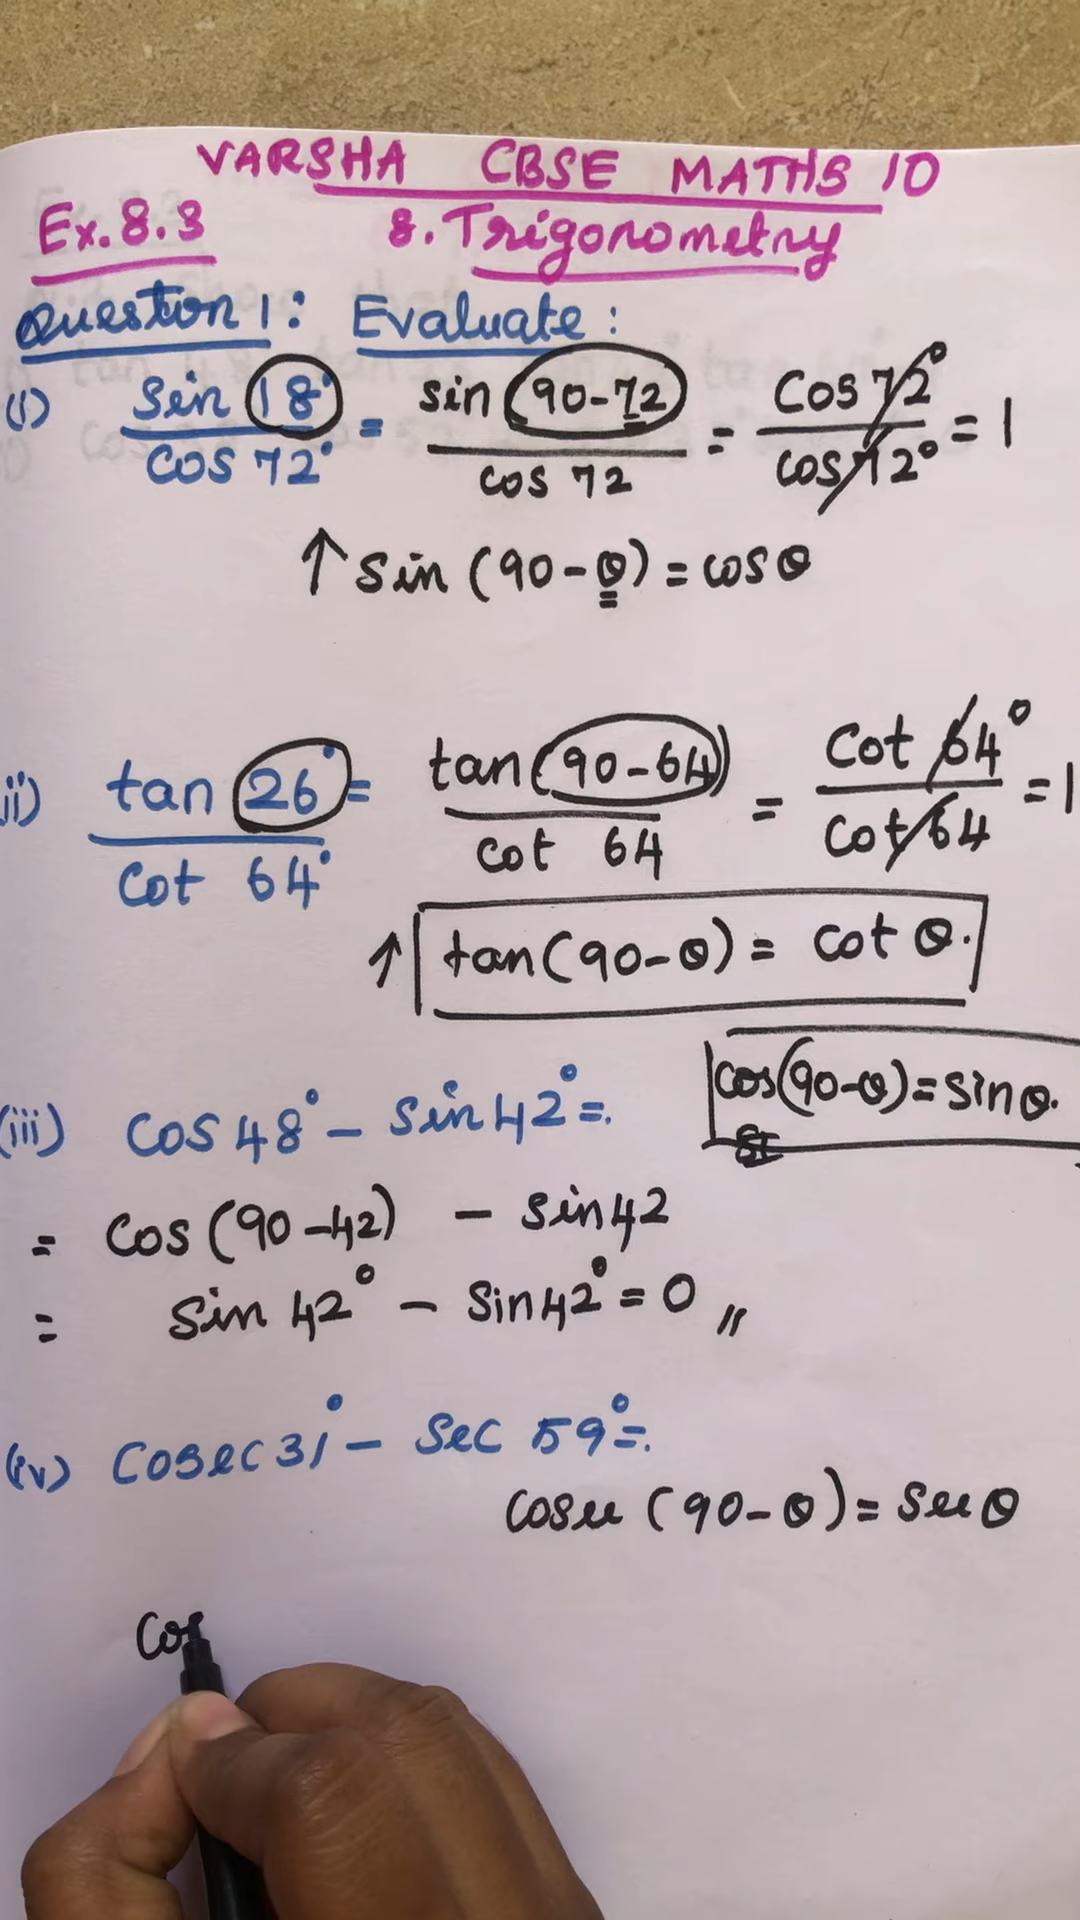 VARSHA CBSE MATHS 10
Ex. 8.3 8. Trigonometry
Question 1: Evaluate:
(i) sin 18° / cos 72° = sin (90-72) / cos 72 = cos 72° / cos 72° = 1
↑ sin (90-θ) = cos θ
ii) tan 26° / cot 64° = tan (90-64) / cot 64 = cot 64° / cot 64 = 1
↑ tan (90-θ) = cot θ.
cos(90-θ) = sin θ.
(iii) cos 48° - sin 42° =.
= cos (90-42) - sin 42
= sin 42° - sin 42° = 0 //
(iv) cosec 31° - sec 59° =.
cosec (90-θ) = sec θ
cos